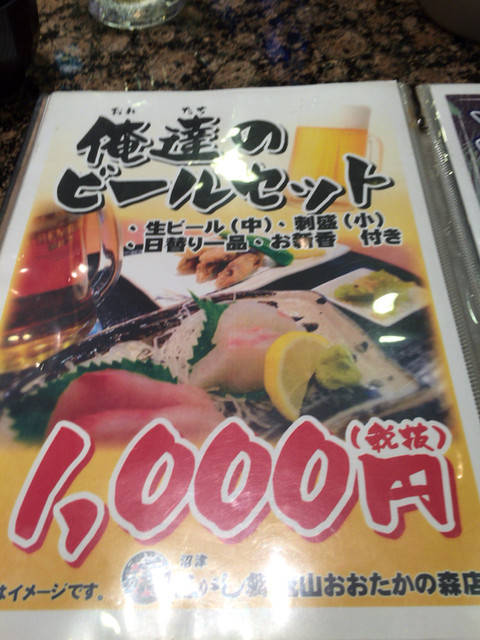 おれ たち
俺達の
ビールセット
・生ビール(中)・刺盛(小)
・日替り一品・お新香 付き
(税抜)
1,000円
沼津
がし
山おおたかの森店
はイメージです。